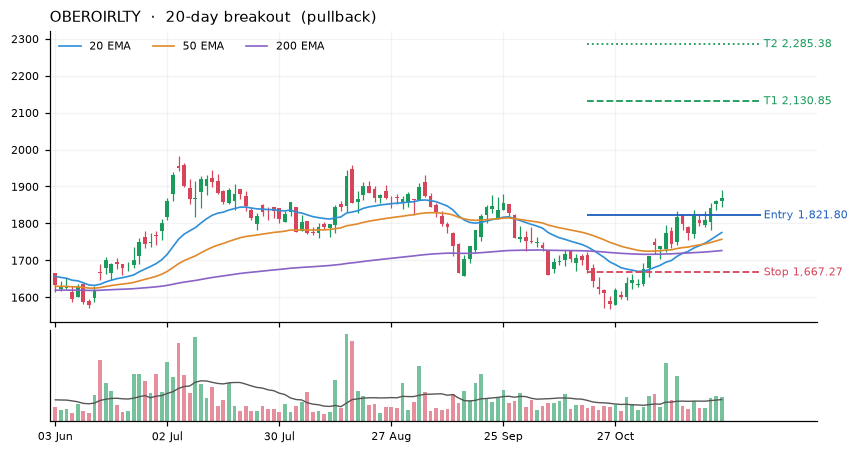 OBEROIRLTY · 20-day breakout (pullback)
20 EMA 50 EMA 200 EMA
2300
2200
2100
2000
1900
1800
1700
1600
T2 2,285.38
T1 2,130.85
Entry 1,821.80
Stop 1,667.27
03 Jun 02 Jul 30 Jul 27 Aug 25 Sep 27 Oct